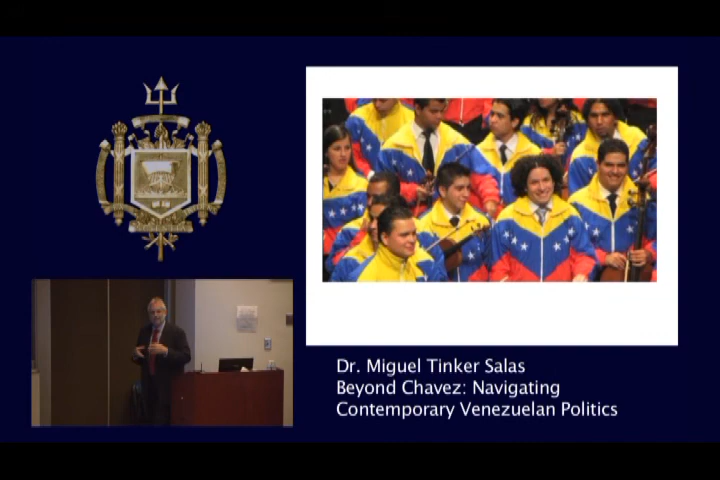 Dr. Miguel Tinker Salas
Beyond Chavez: Navigating
Contemporary Venezuelan Politics